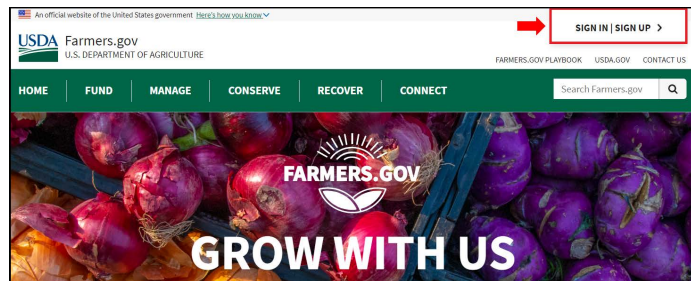 An official website of the United States government Here's how you know
SIGN IN | SIGN UP >
USDA Farmers.gov
U.S. DEPARTMENT OF AGRICULTURE
FARMERS.GOV PLAYBOOK USDA.GOV CONTACT US
HOME FUND MANAGE CONSERVE RECOVER CONNECT Search Farmers.gov
FARMERS.GOV
GROW WITH US